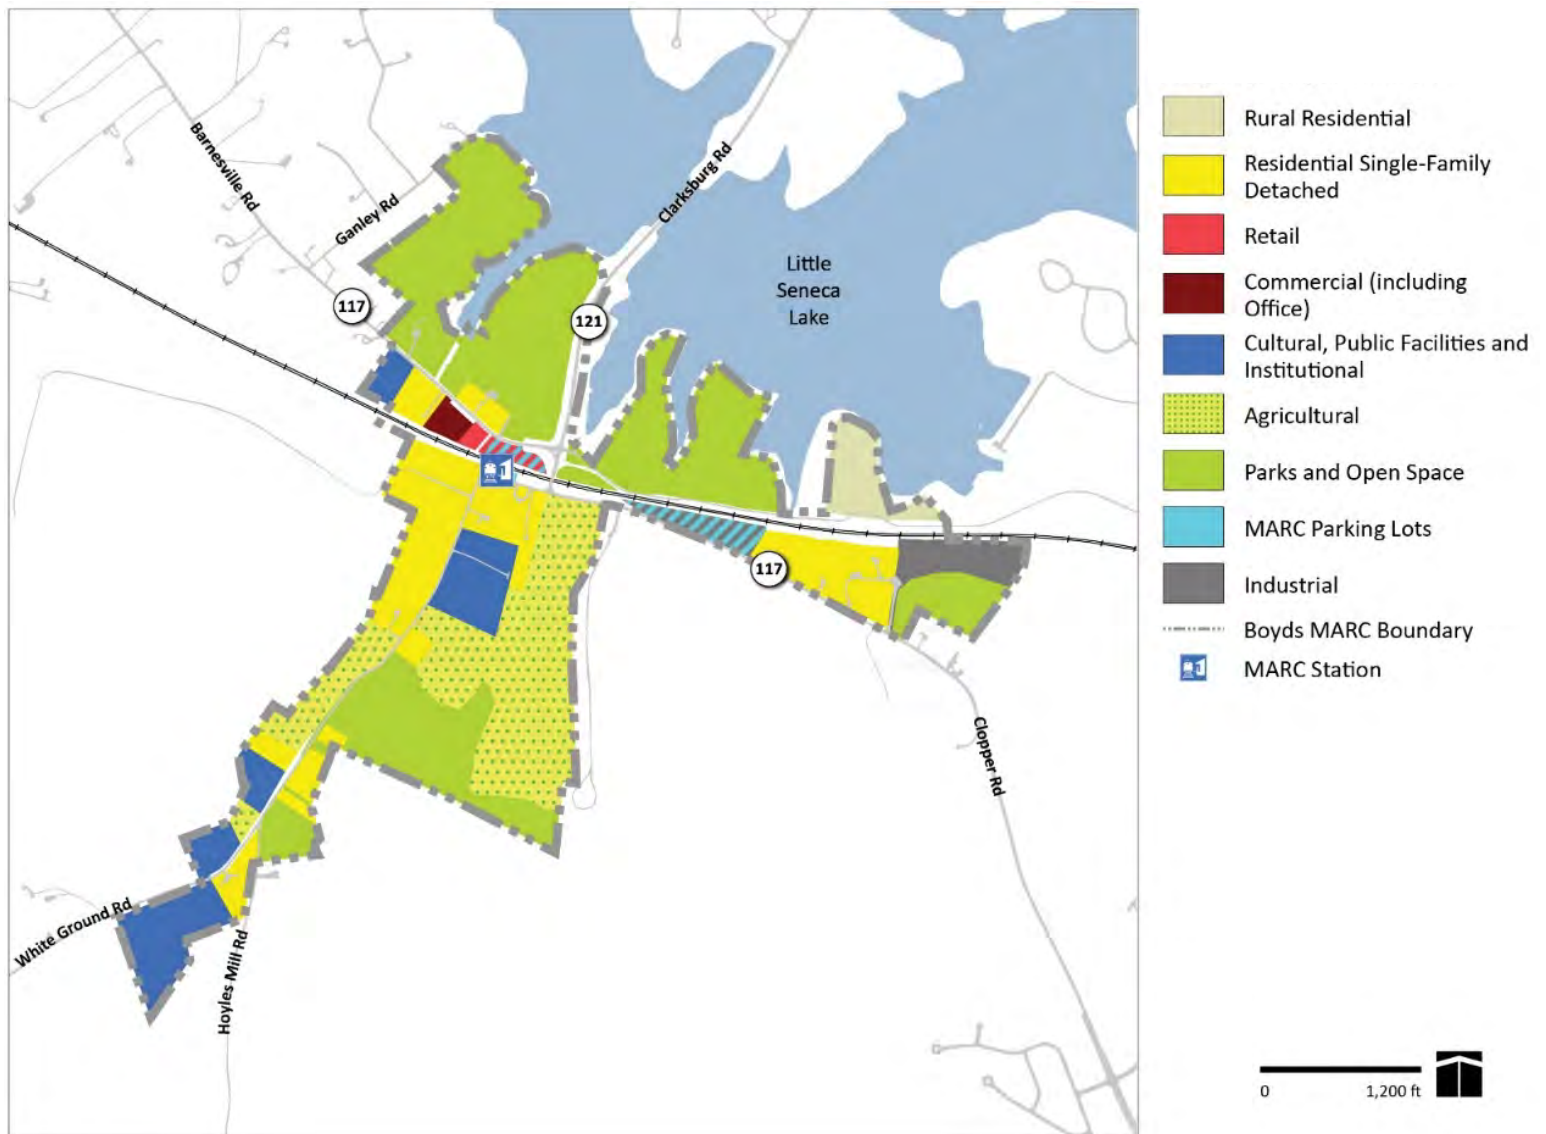 Barnesville Rd
Ganley Rd
Clarksburg Rd
117
121
Little
Seneca
Lake
117
Clopper Rd
White Ground Rd
Hoyles Mill Rd
Rural Residential
Residential Single-Family
Detached
Retail
Commercial (including
Office)
Cultural, Public Facilities and
Institutional
Agricultural
Parks and Open Space
MARC Parking Lots
Industrial
Boyds MARC Boundary
MARC Station
0
1,200 ft